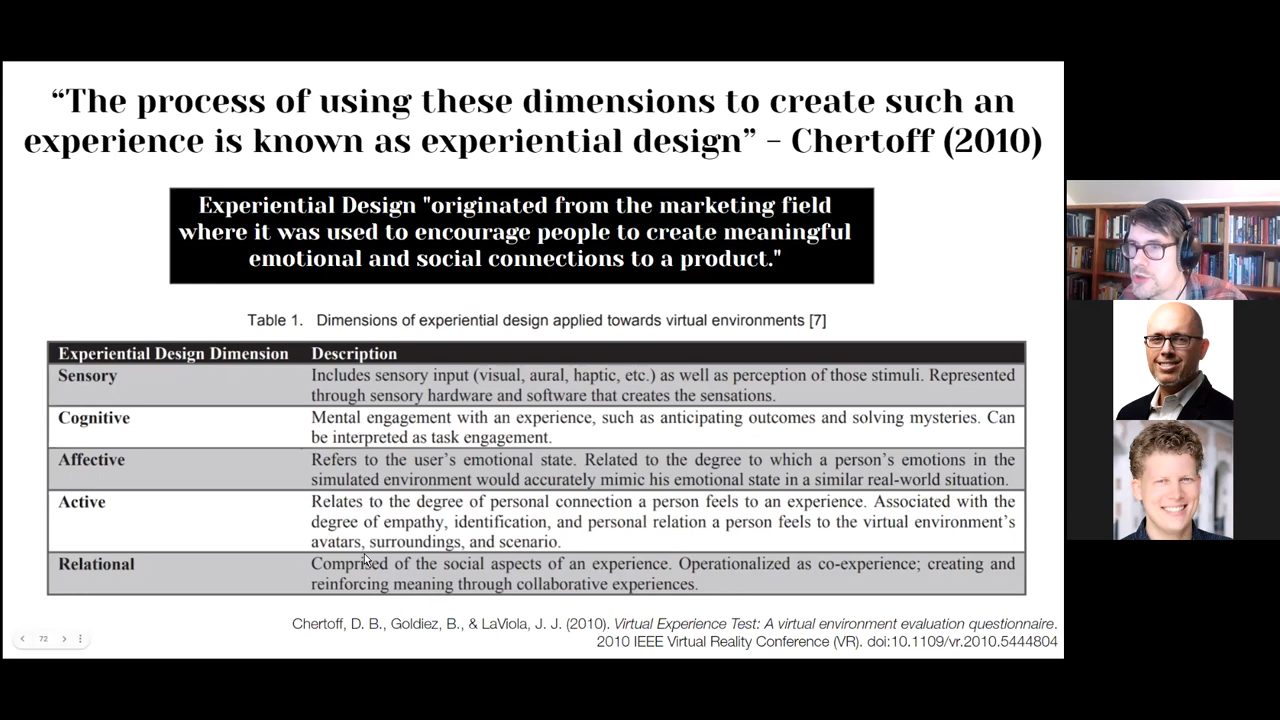 “The process of using these dimensions to create such an
experience is known as experiential design” - Chertoff (2010)
Experiential Design "originated from the marketing field
where it was used to encourage people to create meaningful
emotional and social connections to a product."
Table 1. Dimensions of experiential design applied towards virtual environments [7]
Experiential Design Dimension Description
Sensory Includes sensory input (visual, aural, haptic, etc.) as well as perception of those stimuli. Represented
through sensory hardware and software that creates the sensations.
Cognitive Mental engagement with an experience, such as anticipating outcomes and solving mysteries. Can
be interpreted as task engagement.
Affective Refers to the user’s emotional state. Related to the degree to which a person’s emotions in the
simulated environment would accurately mimic his emotional state in a similar real-world situation.
Active Relates to the degree of personal connection a person feels to an experience. Associated with the
degree of empathy, identification, and personal relation a person feels to the virtual environment’s
avatars, surroundings, and scenario.
Relational Comprised of the social aspects of an experience. Operationalized as co-experience; creating and
reinforcing meaning through collaborative experiences.
Chertoff, D. B., Goldiez, B., & LaViola, J. J. (2010). Virtual Experience Test: A virtual environment evaluation questionnaire.
2010 IEEE Virtual Reality Conference (VR). doi:10.1109/vr.2010.5444804
72